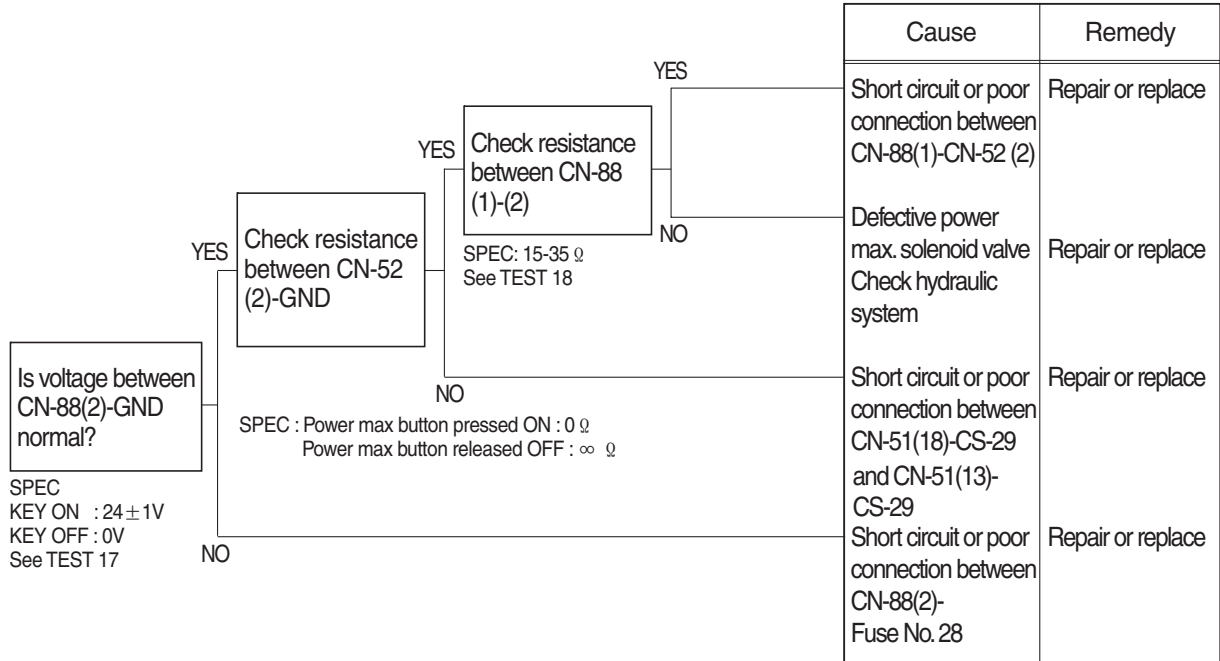 Cause
Remedy
YES
Short circuit or poor
connection between
CN-88(1)-CN-52 (2)
Repair or replace
YES
Check resistance
between CN-88
(1)-(2)
NO
SPEC: 15-35 Ω
See TEST 18
Defective power
max. solenoid valve
Check hydraulic
system
Repair or replace
YES
Check resistance
between CN-52
(2)-GND
NO
SPEC : Power max button pressed ON : 0 Ω
Power max button released OFF : ∞ Ω
Short circuit or poor
connection between
CN-51(18)-CS-29
and CN-51(13)-
CS-29
Repair or replace
Is voltage between
CN-88(2)-GND
normal?
SPEC
KEY ON : 24±1V
KEY OFF : 0V
See TEST 17
NO
Short circuit or poor
connection between
CN-88(2)-
Fuse No. 28
Repair or replace